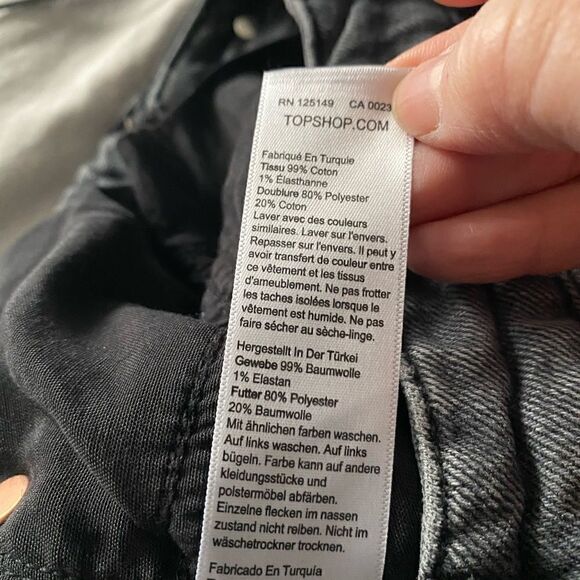 RN 125149 CA 0023
TOPSHOP.COM
Fabriqué En Turquie
Tissu 99% Coton
1% Élasthanne
Doublure 80% Polyester
20% Coton
Laver avec des couleurs
similaires. Laver sur l'envers.
Repasser sur l'envers. Il peut y
avoir transfert de couleur entre
ce vêtement et les tissus
d'ameublement. Ne pas frotter
les taches isolées lorsque le
vêtement est humide. Ne pas
faire sécher au sèche-linge.
Hergestellt In Der Türkei
Gewebe 99% Baumwolle
1% Elastan
Futter 80% Polyester
20% Baumwolle
Mit ähnlichen farben waschen.
Auf links waschen. Auf links
bügeln. Farbe kann auf andere
kleidungsstücke und
polstermöbel abfärben.
Einzelne flecken im nassen
zustand nicht reiben. Nicht im
wäschetrockner trocknen.
Fabricado En Turquía